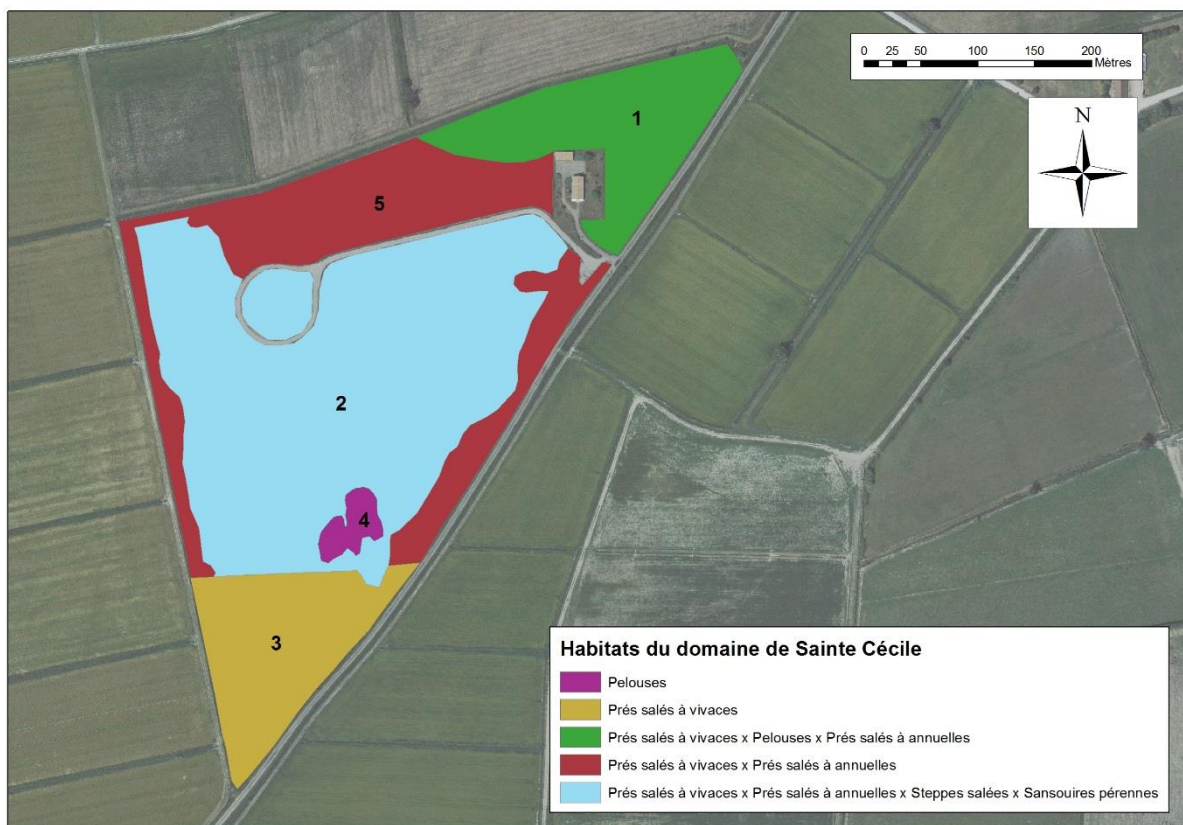 0 25 50 100 150 200
Mètres
N
1
5
2
4
3
Habitats du domaine de Sainte Cécile
Pelouses
Prés salés à vivaces
Prés salés à vivaces x Pelouses x Prés salés à annuelles
Prés salés à vivaces x Prés salés à annuelles
Prés salés à vivaces x Prés salés à annuelles x Steppes salées x Sansouires pérennes